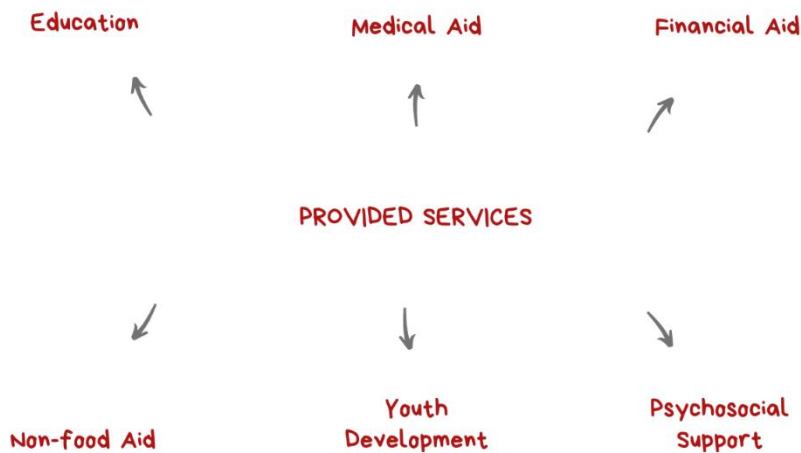 Education
Medical Aid
Financial Aid
PROVIDED SERVICES
Non-food Aid
Youth
Development
Psychosocial
Support